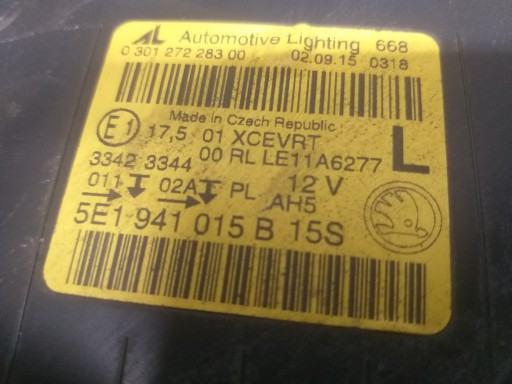 AL Automotive Lighting 668
0 301 272 283 00 02.09.15 0318
Made in Czech Republic
E1 17,5 01 XCEVRT L
3342 3344 00 RL LE11A6277
011 02A PL 12 V
AH5
5E1 941 015 B 15S